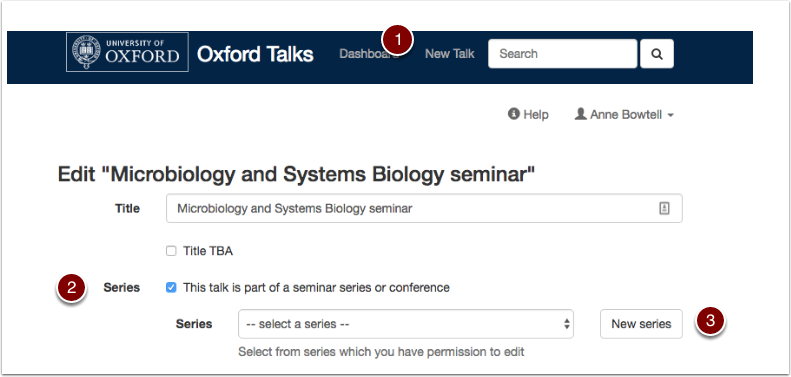 1
UNIVERSITY OF
OXFORD
Oxford Talks
Dashboard
New Talk
Search
Help
Anne Bowtell
Edit "Microbiology and Systems Biology seminar"
Title
Microbiology and Systems Biology seminar
Title TBA
2
Series
This talk is part of a seminar series or conference
Series
-- select a series --
New series
3
Select from series which you have permission to edit